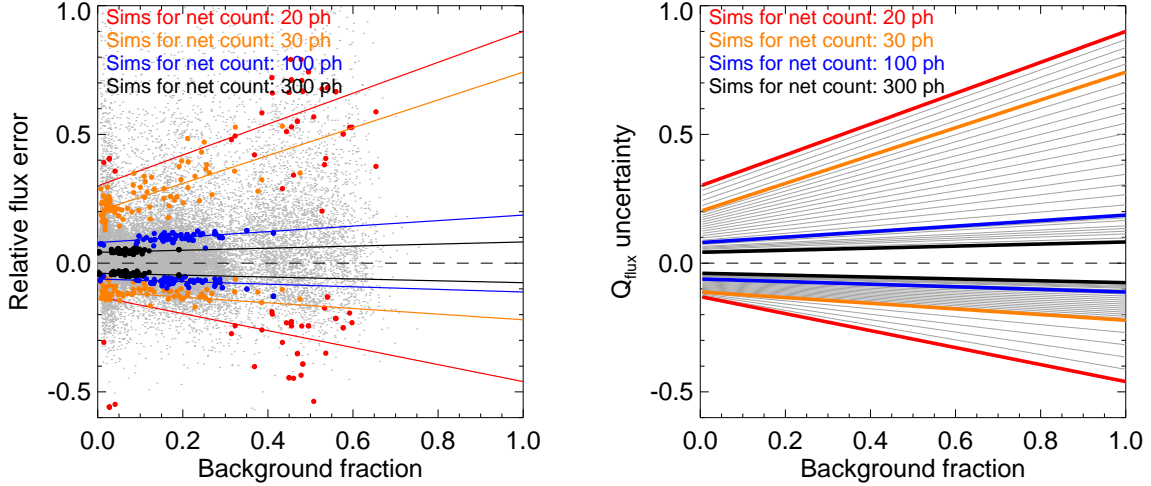 Sims for net count: 20 ph
Sims for net count: 30 ph
Sims for net count: 100 ph
Sims for net count: 300 ph
Relative flux error
1.0
0.5
0.0
-0.5
0.0 0.2 0.4 0.6 0.8 1.0
Background fraction
Sims for net count: 20 ph
Sims for net count: 30 ph
Sims for net count: 100 ph
Sims for net count: 300 ph
Qflux uncertainty
1.0
0.5
0.0
-0.5
0.0 0.2 0.4 0.6 0.8 1.0
Background fraction